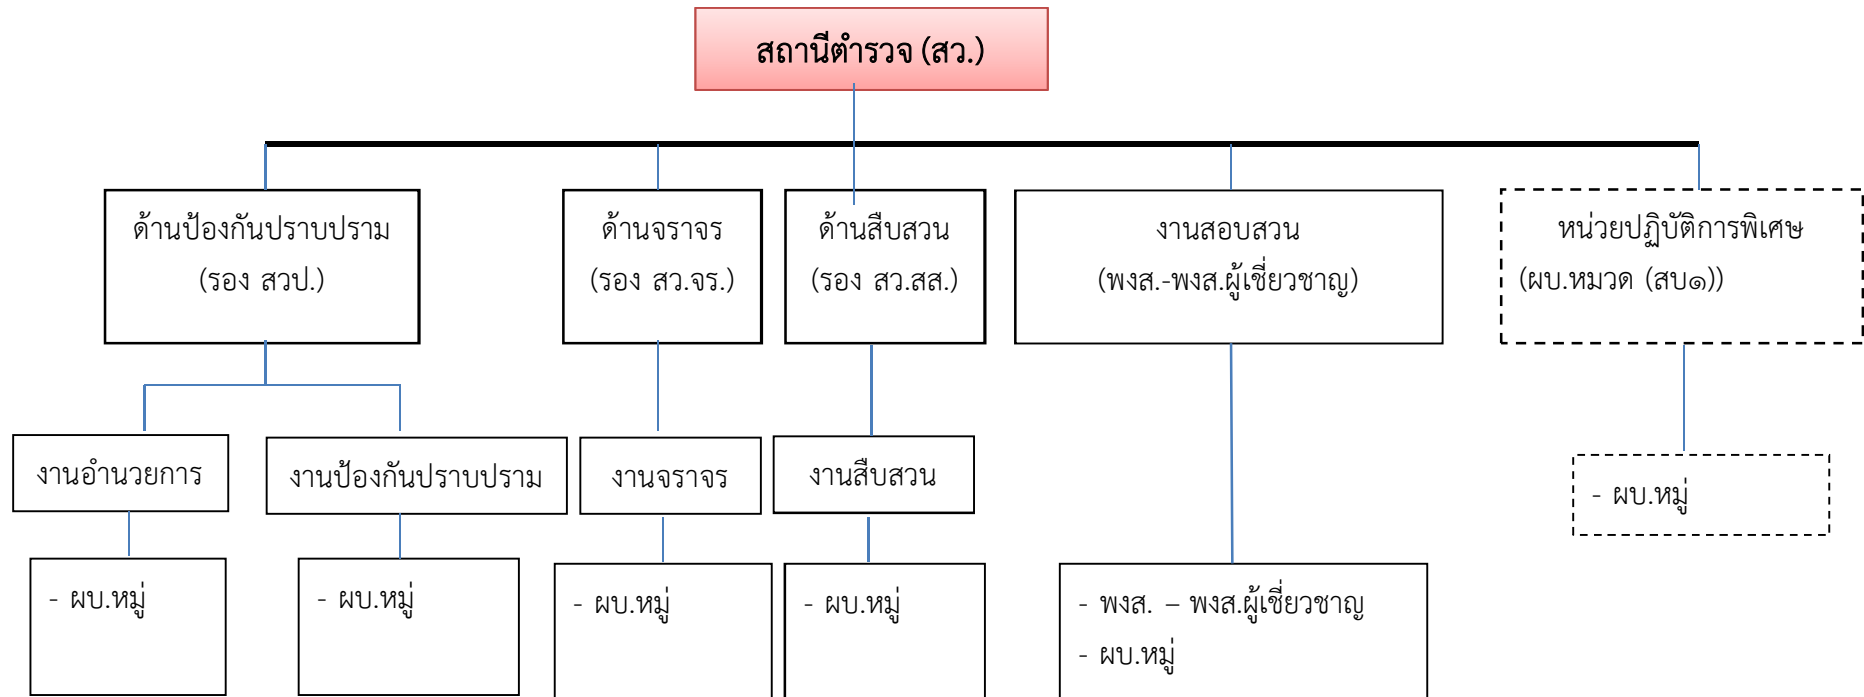 สถานีตำรวจ (สว.)
ด้านป้องกันปราบปราม
(รอง สวป.)
ด้านจราจร
(รอง สว.จร.)
ด้านสืบสวน
(รอง สว.สส.)
งานสอบสวน
(พงส.-พงส.ผู้เชี่ยวชาญ)
หน่วยปฏิบัติการพิเศษ
(ผบ.หมวด (สบ๑))
งานอำนวยการ
งานป้องกันปราบปราม
งานจราจร
งานสืบสวน
- ผบ.หมู่
- ผบ.หมู่
- ผบ.หมู่
- ผบ.หมู่
- พงส. – พงส.ผู้เชี่ยวชาญ
- ผบ.หมู่
- ผบ.หมู่